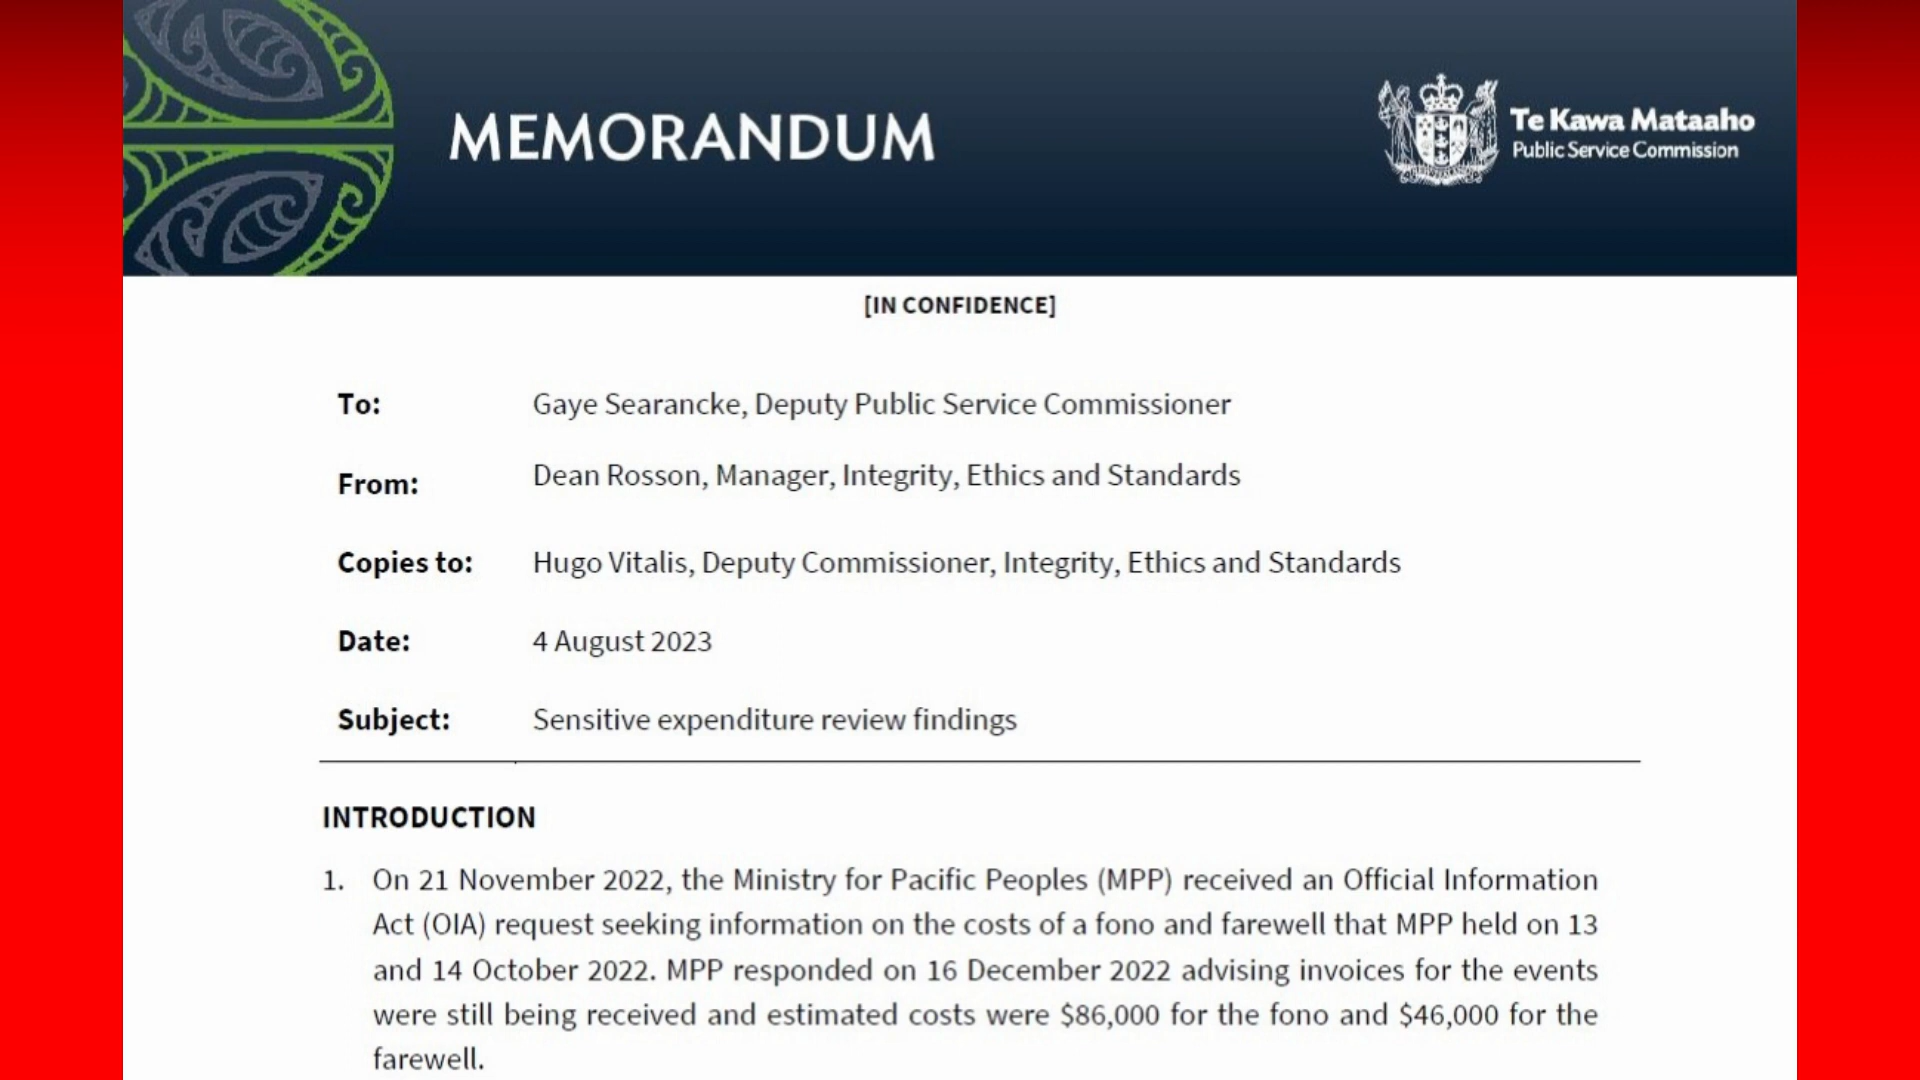 MEMORANDUM
Te Kawa Mataaho
Public Service Commission
[IN CONFIDENCE]
To: Gaye Searancke, Deputy Public Service Commissioner
From: Dean Rosson, Manager, Integrity, Ethics and Standards
Copies to: Hugo Vitalis, Deputy Commissioner, Integrity, Ethics and Standards
Date: 4 August 2023
Subject: Sensitive expenditure review findings
INTRODUCTION
1. On 21 November 2022, the Ministry for Pacific Peoples (MPP) received an Official Information
Act (OIA) request seeking information on the costs of a fono and farewell that MPP held on 13
and 14 October 2022. MPP responded on 16 December 2022 advising invoices for the events
were still being received and estimated costs were $86,000 for the fono and $46,000 for the
farewell.